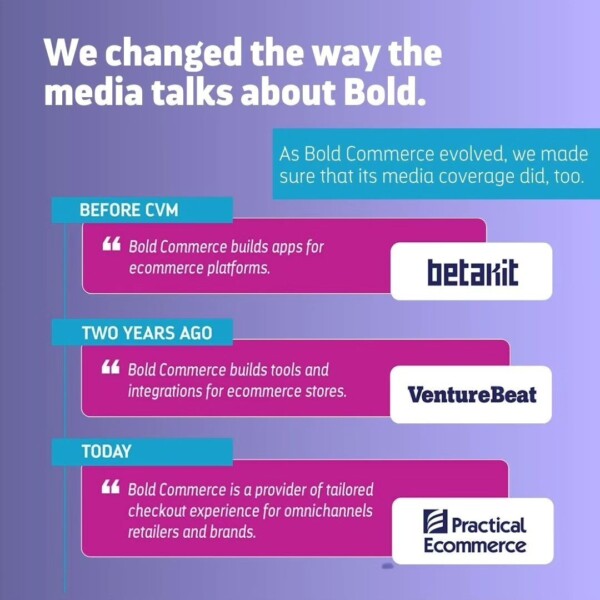 We changed the way the
media talks about Bold.
As Bold Commerce evolved, we made
sure that its media coverage did, too.
BEFORE CVM
“ Bold Commerce builds apps for
ecommerce platforms.
betakit
TWO YEARS AGO
“ Bold Commerce builds tools and
integrations for ecommerce stores.
VentureBeat
TODAY
“ Bold Commerce is a provider of tailored
checkout experience for omnichannels
retailers and brands.
Practical
Ecommerce